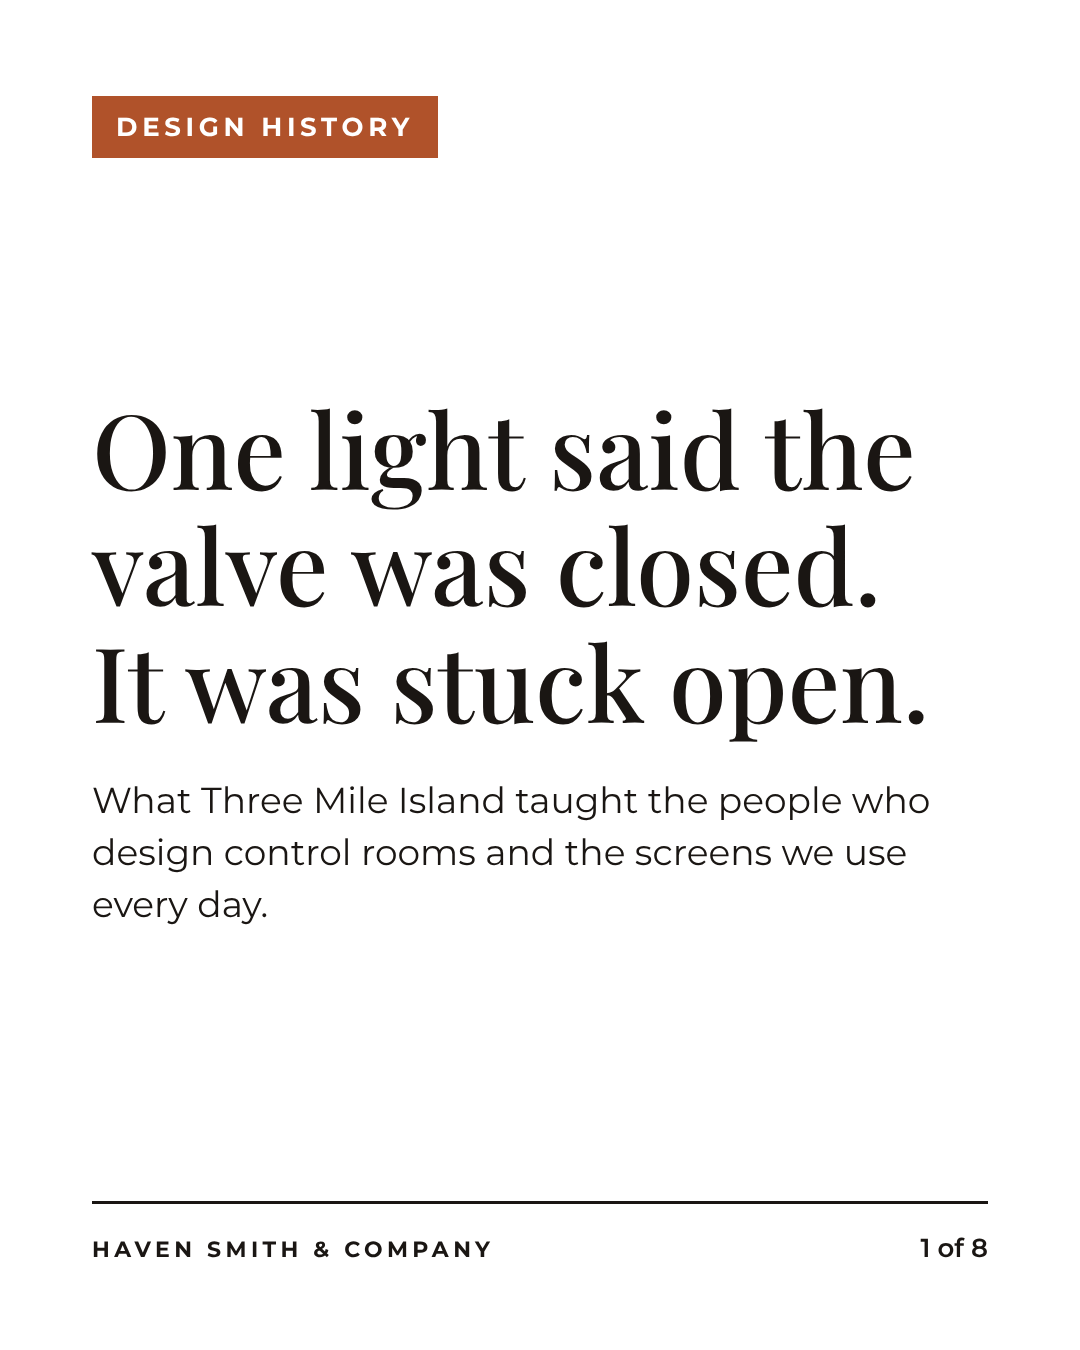 DESIGN HISTORY
One light said the
valve was closed.
It was stuck open.
What Three Mile Island taught the people who
design control rooms and the screens we use
every day.
HAVEN SMITH & COMPANY
1 of 8